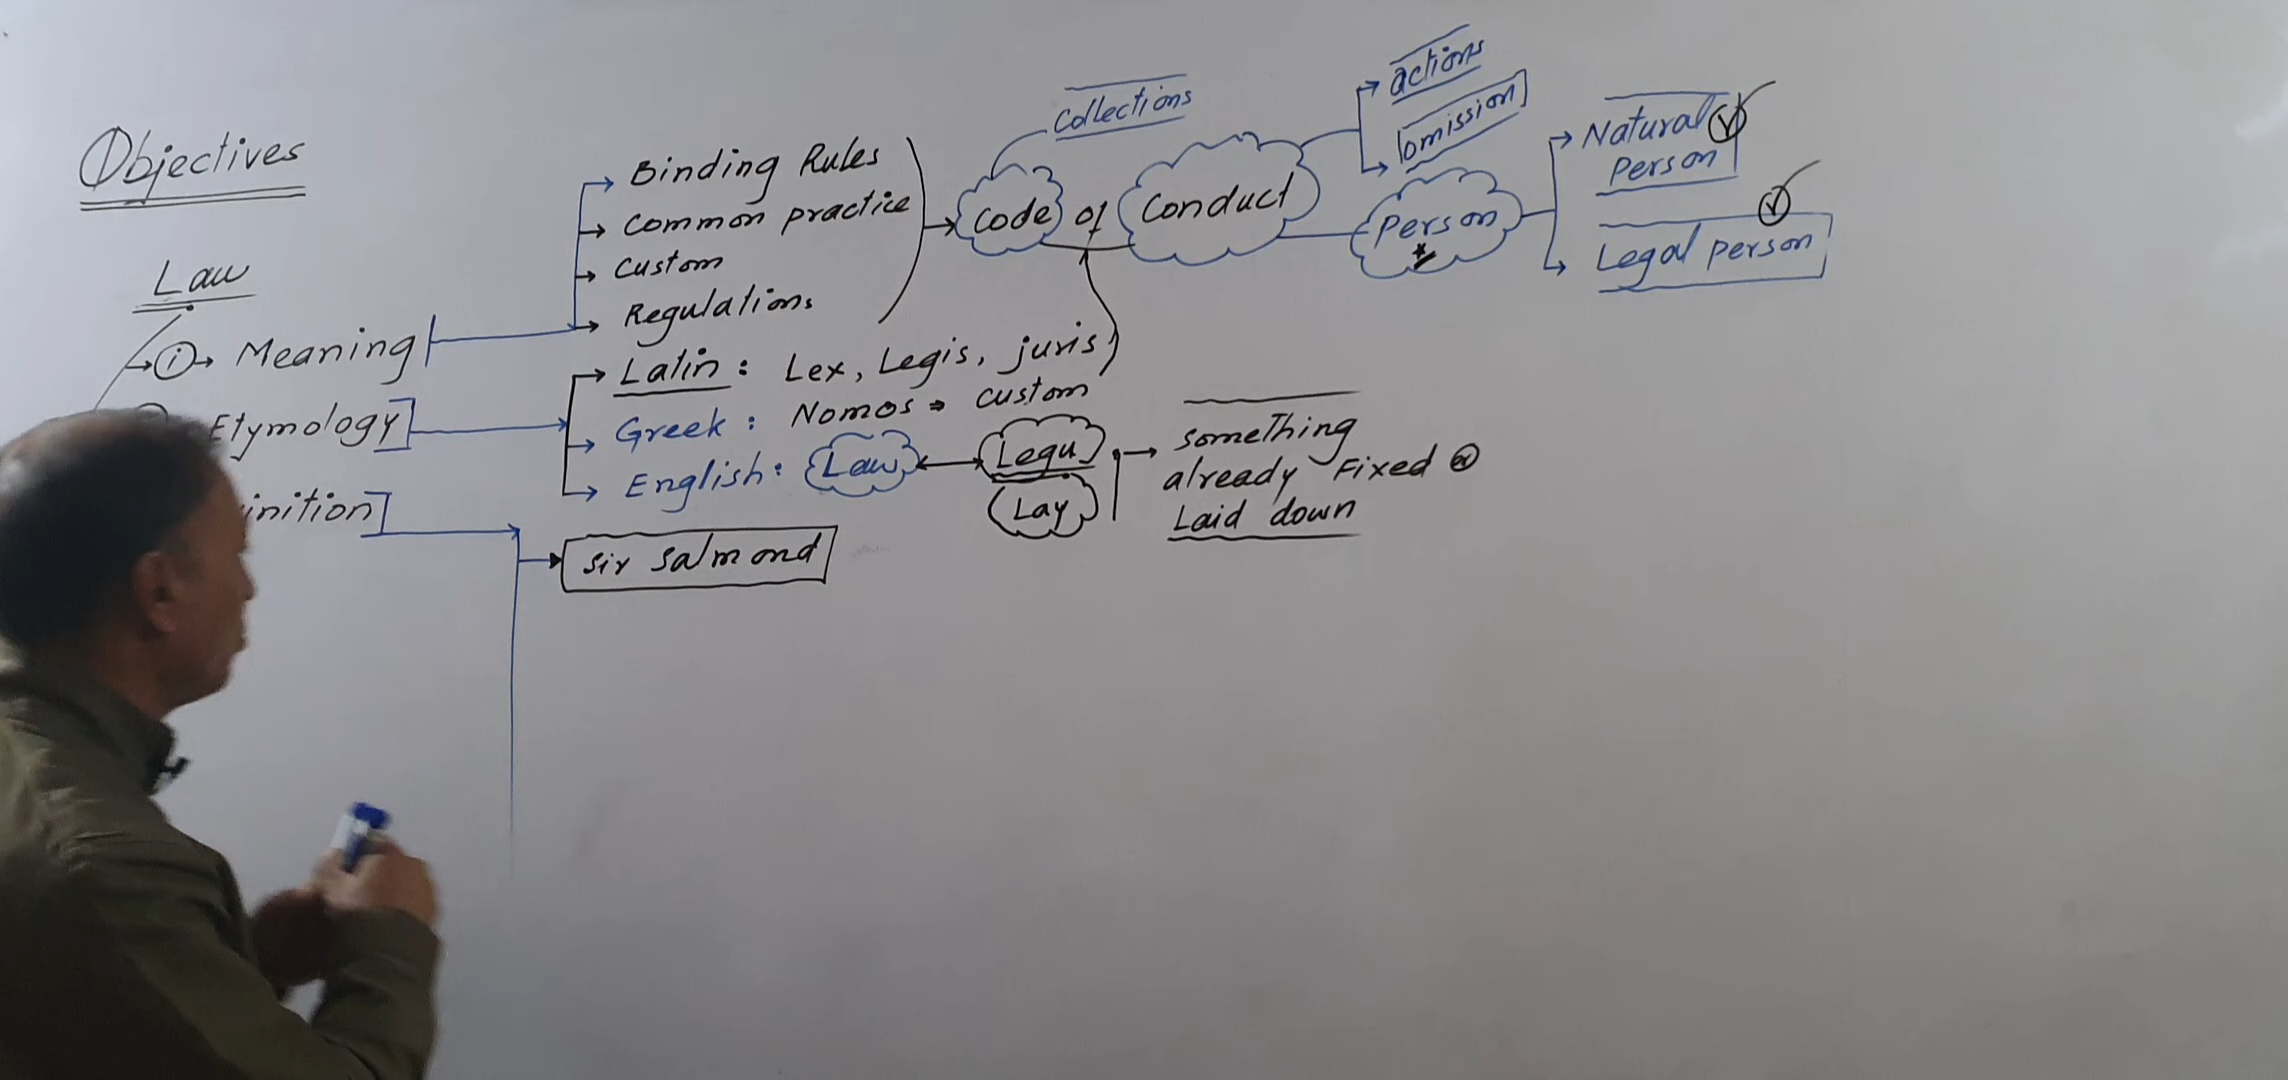 Objectives
Law
i Meaning
Etymology
inition
Binding Rules
Common practice
Custom
Regulations
Collections
Code of Conduct
actions
omission
Person
Natural
Person
Legal person
Latin : Lex, Legis, juris
Greek : Nomos ⇒ custom
English : Law
Legu
Lay
something
already Fixed or
Laid down
Sir Salmond